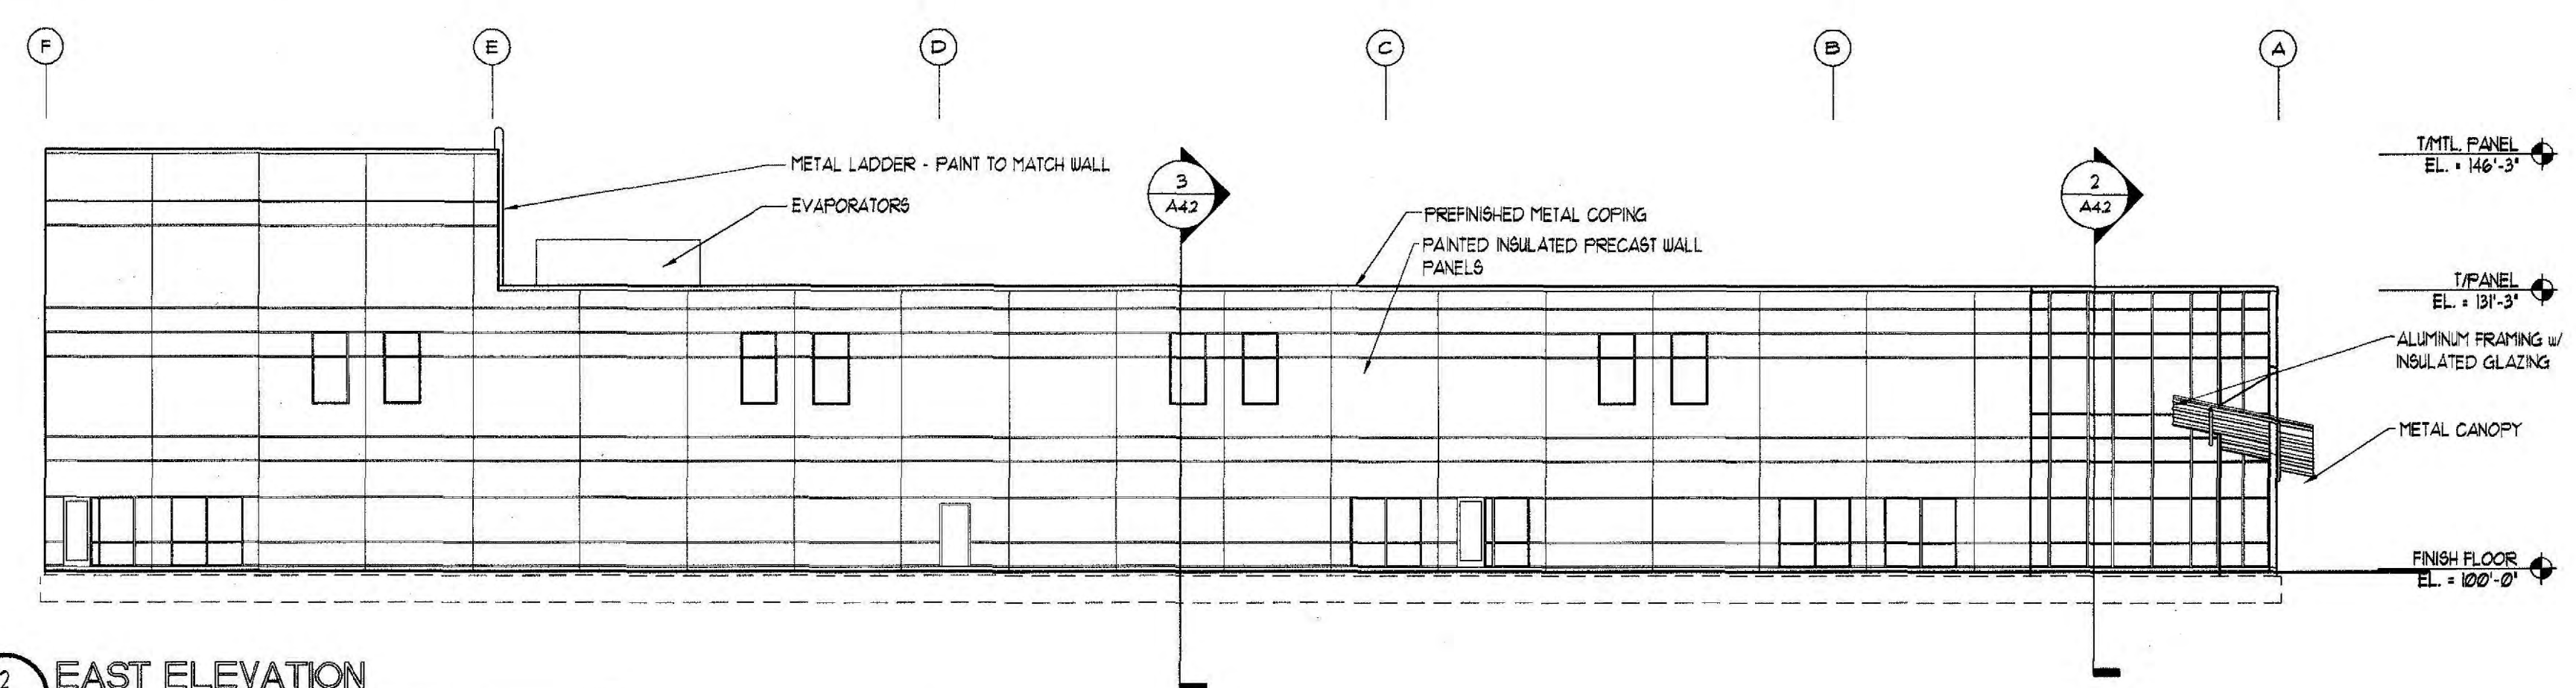 F E D C B A
T/MTL. PANEL
EL. = 146'-3"
METAL LADDER - PAINT TO MATCH WALL
EVAPORATORS
3
A4.2
2
A4.2
PREFINISHED METAL COPING
PAINTED INSULATED PRECAST WALL
PANELS
T/PANEL
EL. = 131'-3"
ALUMINUM FRAMING w/
INSULATED GLAZING
METAL CANOPY
FINISH FLOOR
EL. = 100'-0"
2
EAST ELEVATION